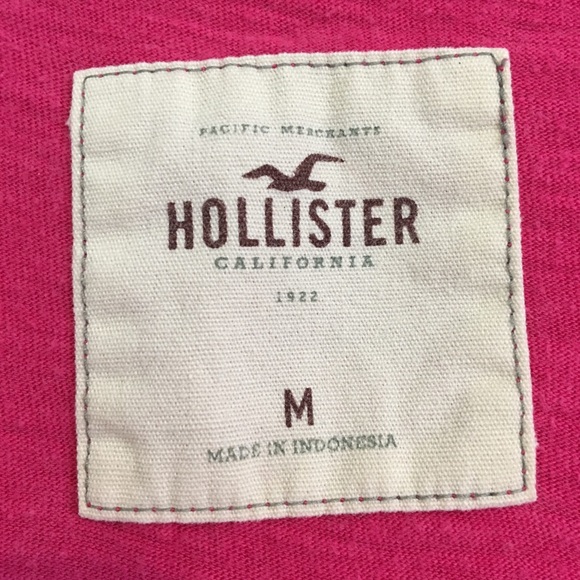 PACIFIC MERCHANTS
HOLLISTER
CALIFORNIA
1922
M
MADE IN INDONESIA